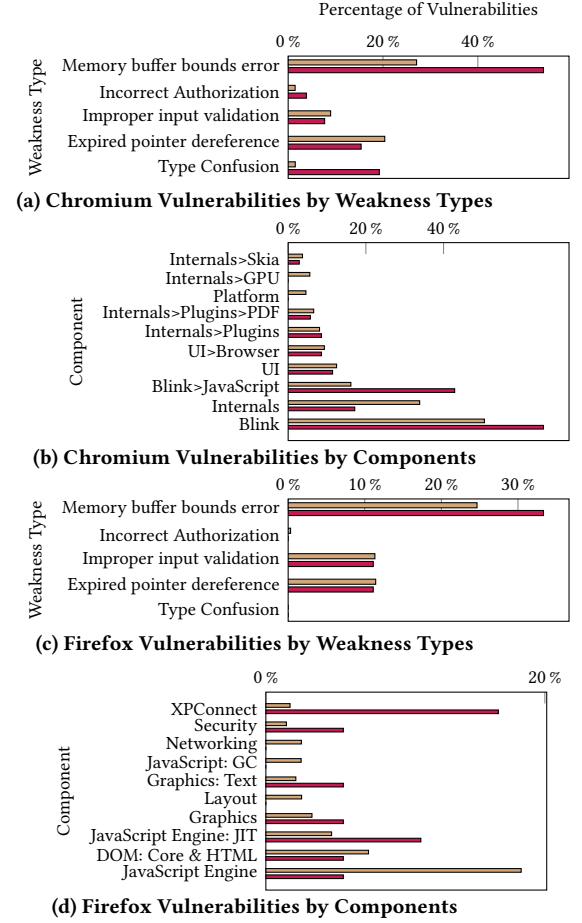 Percentage of Vulnerabilities
0 % 20 % 40 %
Weakness Type
Memory buffer bounds error
Incorrect Authorization
Improper input validation
Expired pointer dereference
Type Confusion
(a) Chromium Vulnerabilities by Weakness Types
0 % 20 % 40 %
Component
Internals>Skia
Internals>GPU
Platform
Internals>Plugins>PDF
Internals>Plugins
UI>Browser
UI
Blink>JavaScript
Internals
Blink
(b) Chromium Vulnerabilities by Components
0 % 10 % 20 % 30 %
Weakness Type
Memory buffer bounds error
Incorrect Authorization
Improper input validation
Expired pointer dereference
Type Confusion
(c) Firefox Vulnerabilities by Weakness Types
0 % 20 %
Component
XPConnect
Security
Networking
JavaScript: GC
Graphics: Text
Layout
Graphics
JavaScript Engine: JIT
DOM: Core & HTML
JavaScript Engine
(d) Firefox Vulnerabilities by Components